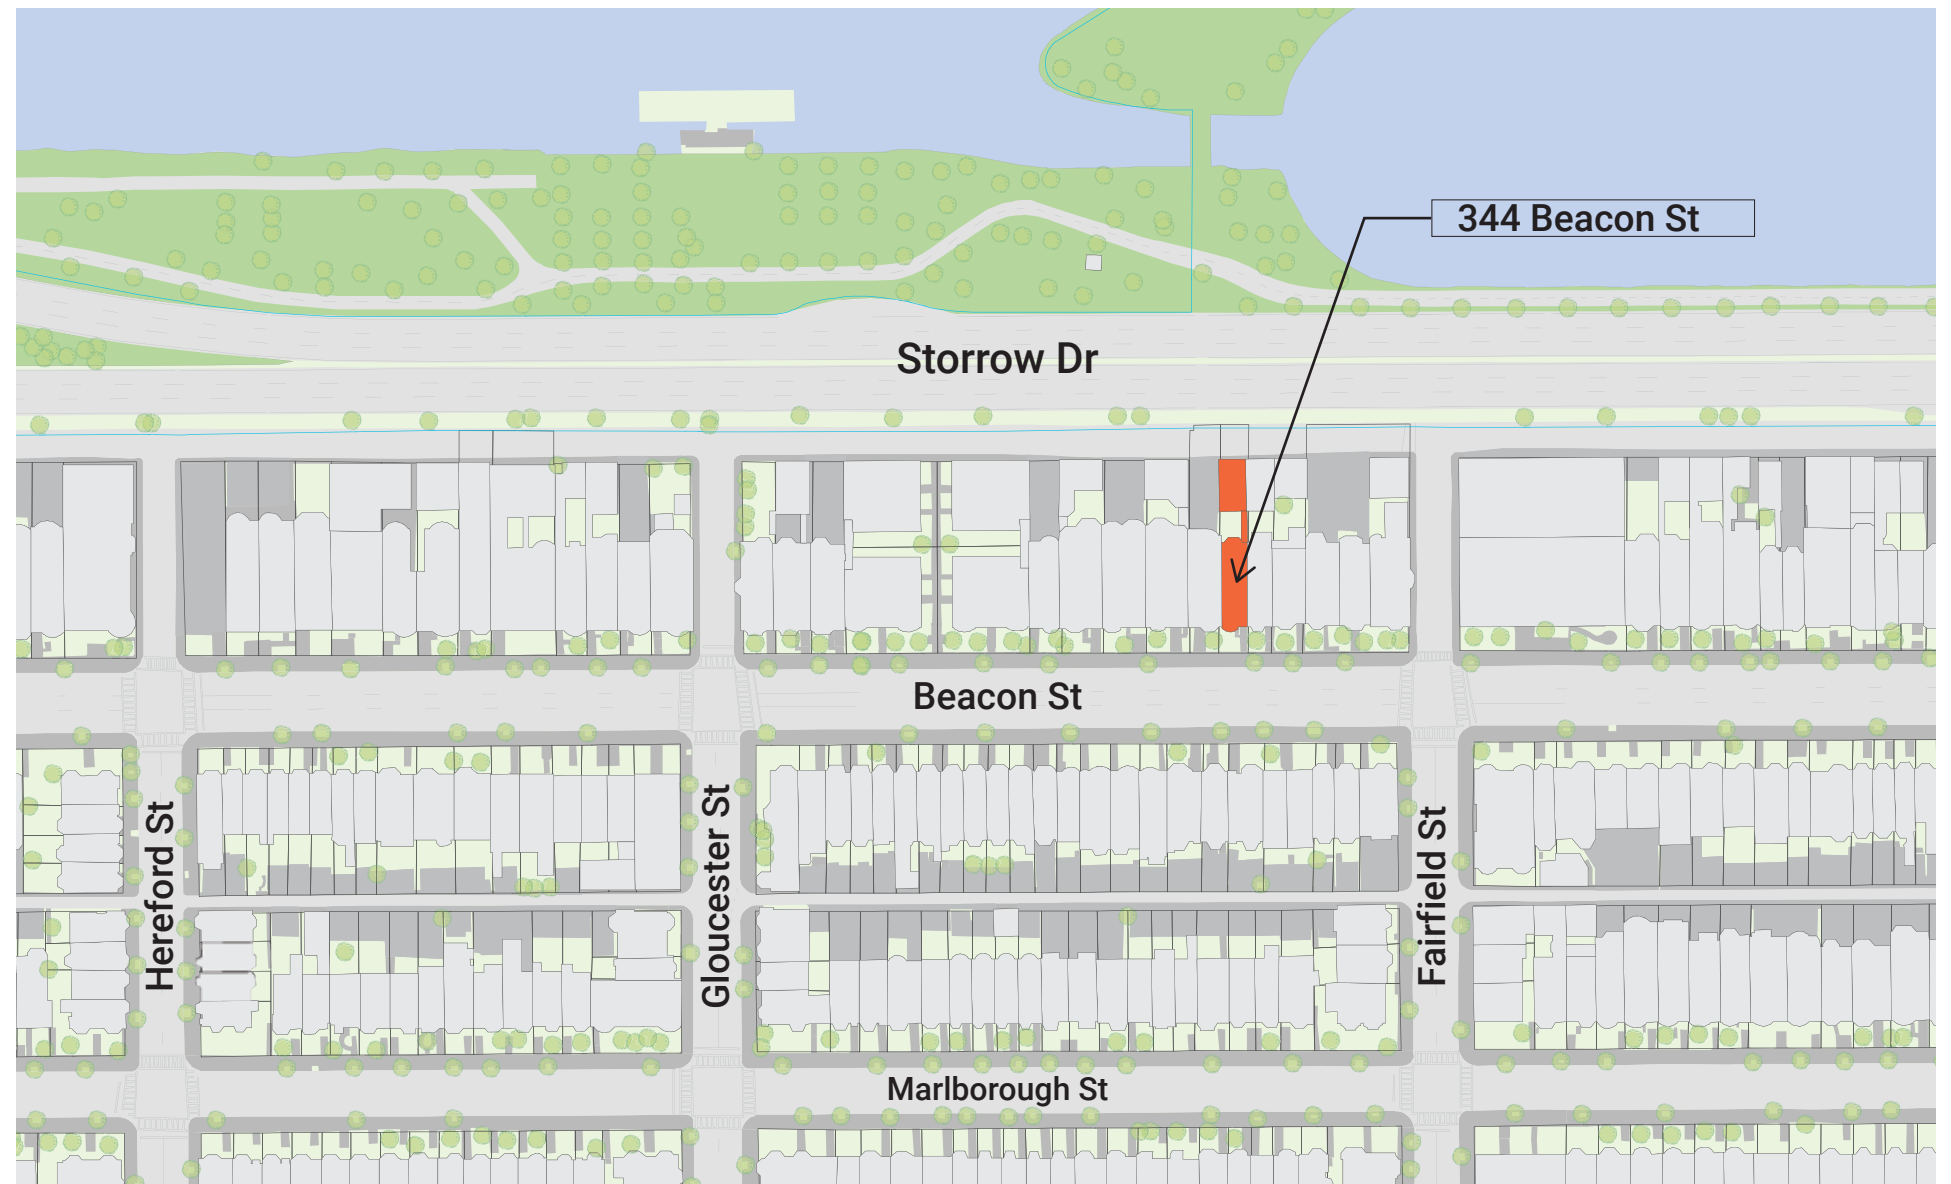 344 Beacon St
Storrow Dr
Beacon St
Hereford St
Gloucester St
Fairfield St
Marlborough St